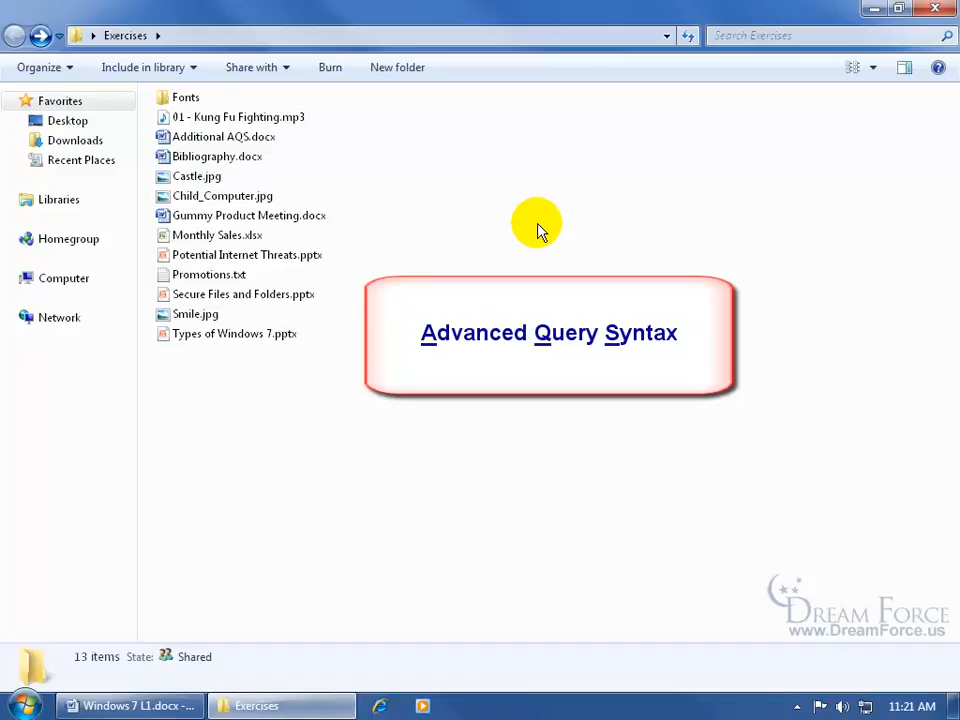 Exercises
Search Exercises
Organize
Include in library
Share with
Burn
New folder
Favorites
Desktop
Downloads
Recent Places
Libraries
Homegroup
Computer
Network
Fonts
01 - Kung Fu Fighting.mp3
Additional AQS.docx
Bibliography.docx
Castle.jpg
Child_Computer.jpg
Gummy Product Meeting.docx
Monthly Sales.xlsx
Potential Internet Threats.pptx
Promotions.txt
Secure Files and Folders.pptx
Smile.jpg
Types of Windows 7.pptx
Advanced Query Syntax
DREAM FORCE
www.DreamForce.us
13 items State: Shared
Windows 7 L1.docx -...
Exercises
11:21 AM